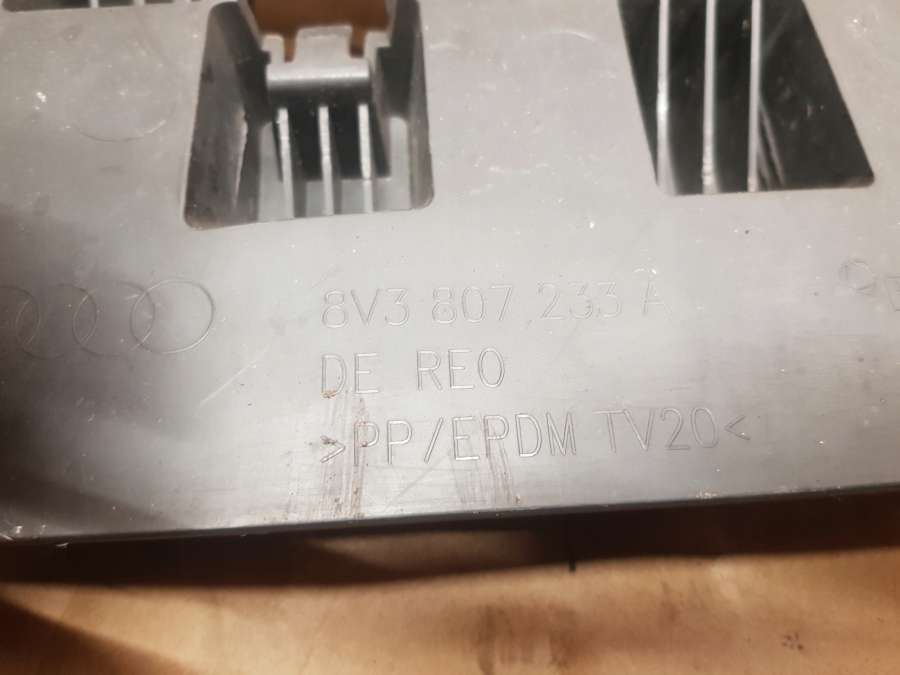 8V3 807 233 A
DE REO
>PP/EPDM TV20<